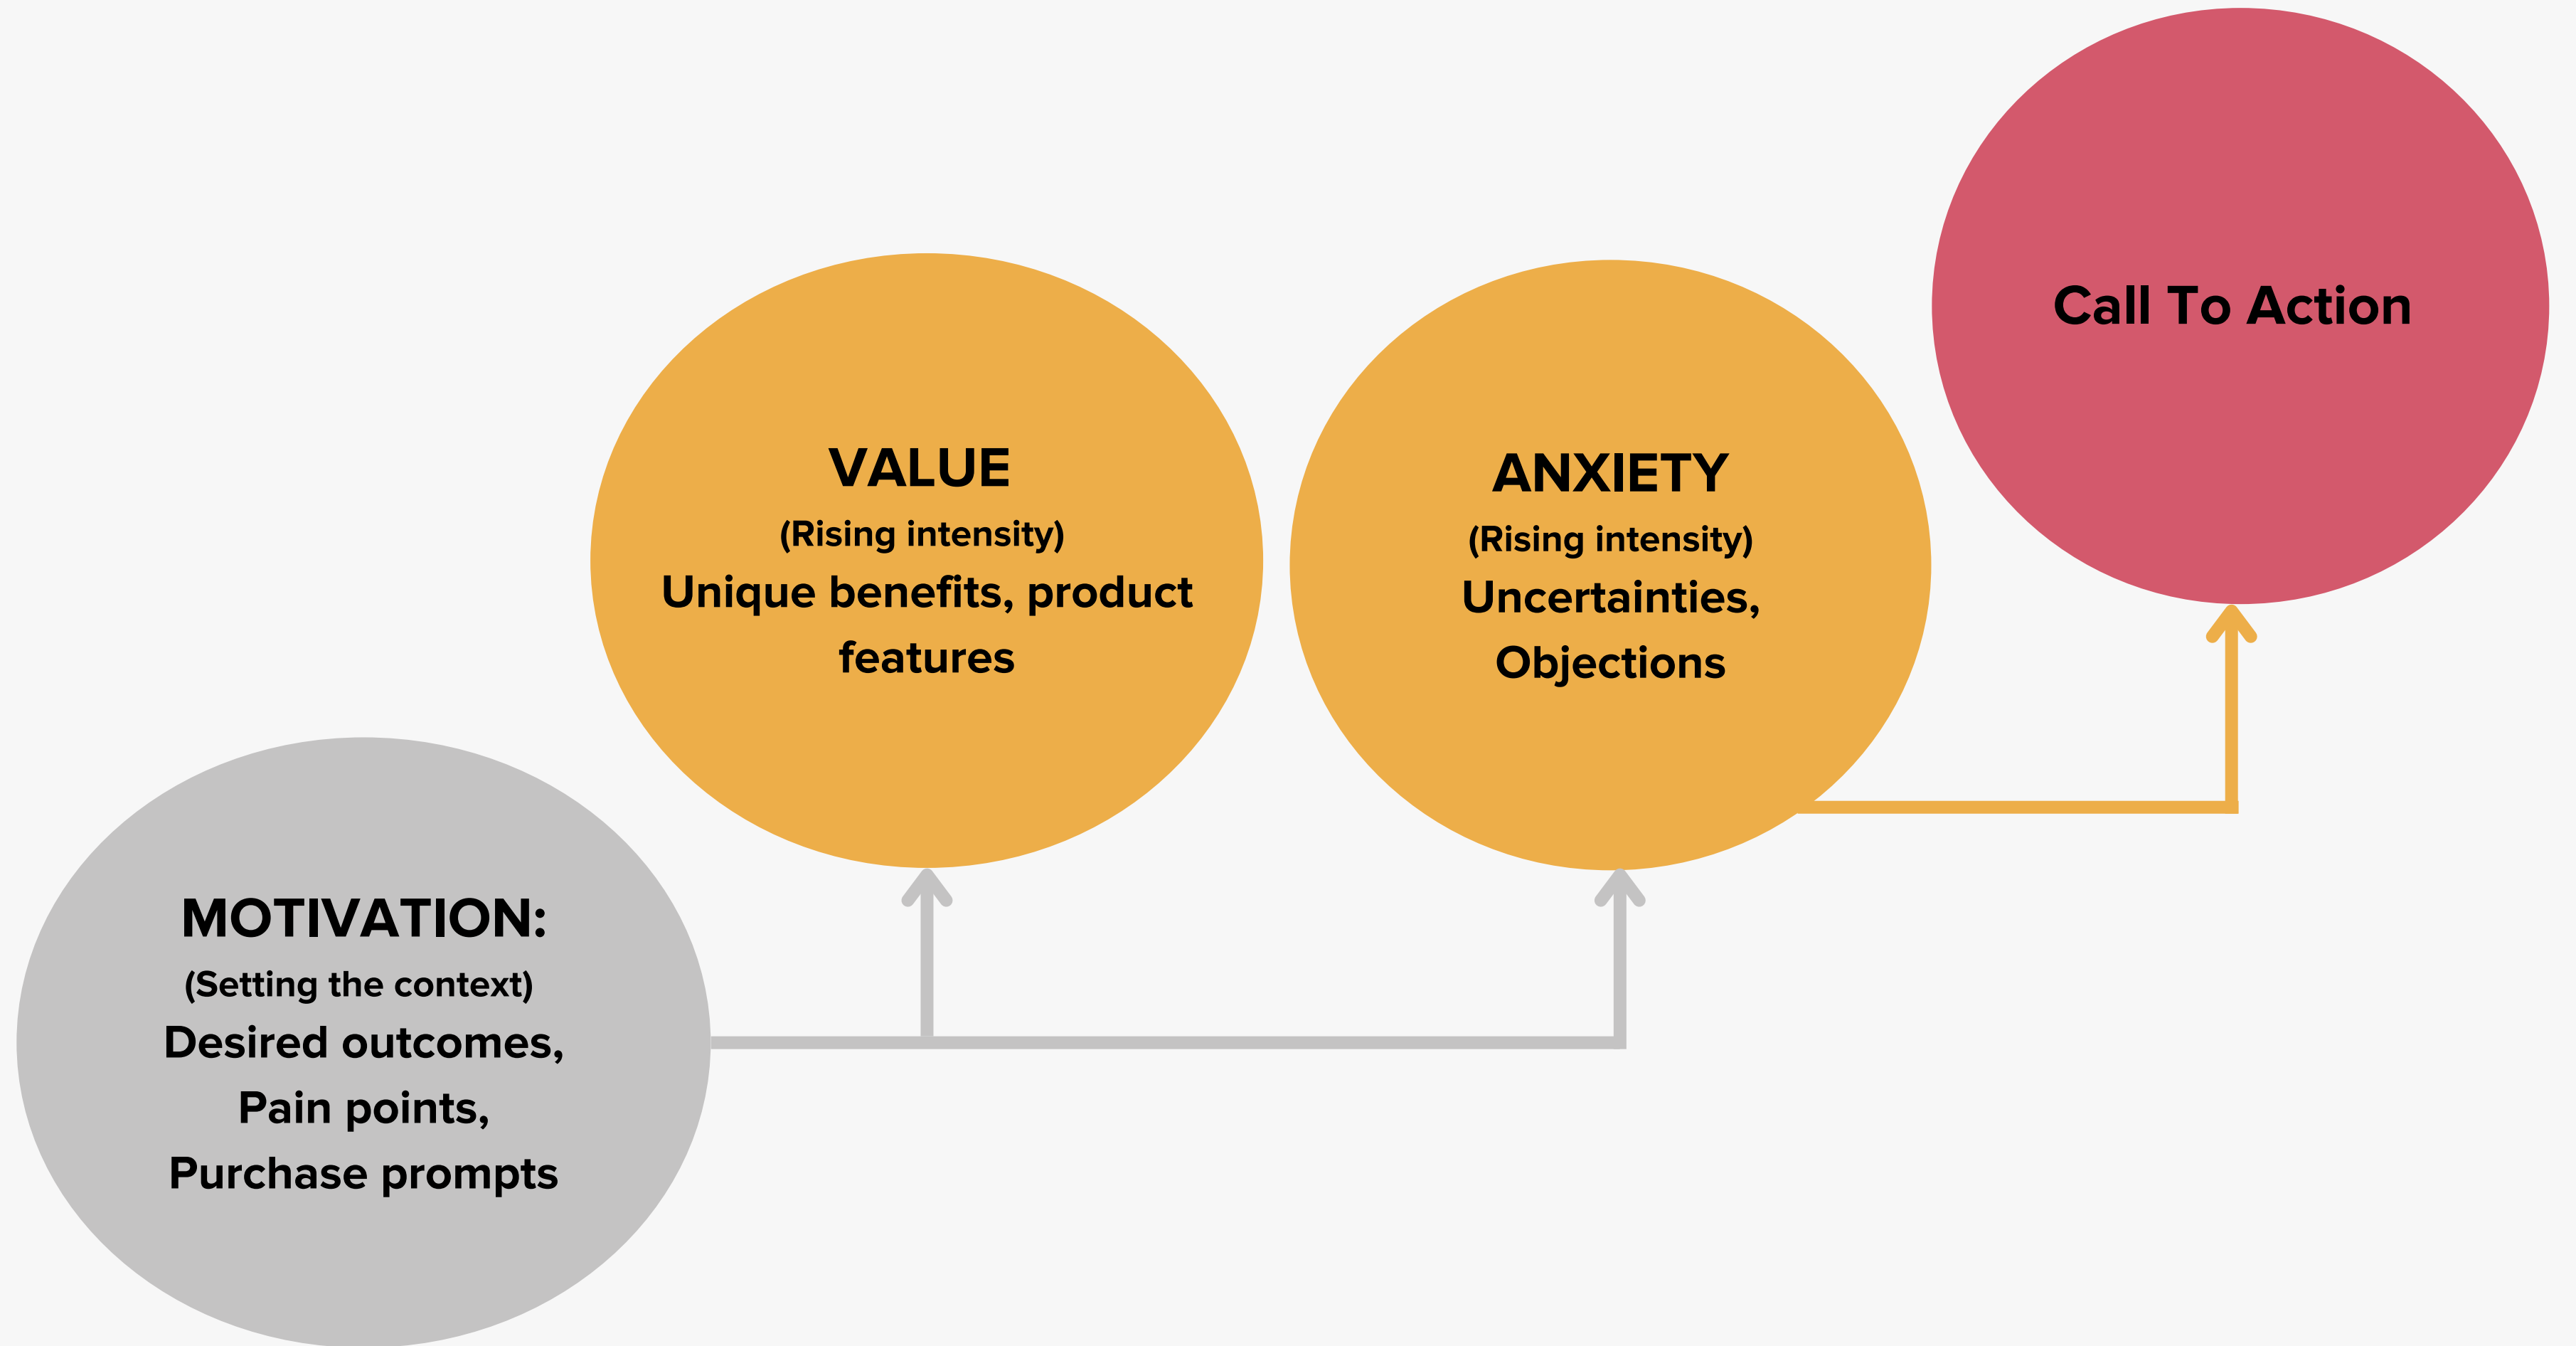 MOTIVATION:
(Setting the context)
Desired outcomes,
Pain points,
Purchase prompts
VALUE
(Rising intensity)
Unique benefits, product
features
ANXIETY
(Rising intensity)
Uncertainties,
Objections
Call To Action